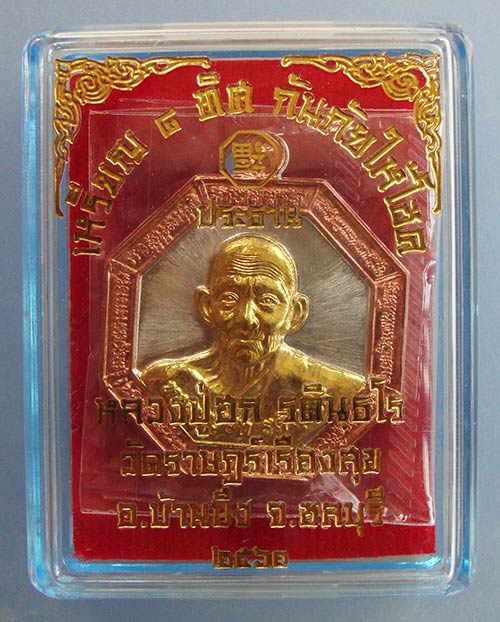 เหรียญ ๘ ทิศ กันภัยให้โชค
ประธาน
หลวงปู่ฮก รตินฺธโร
วัดราษฎร์เรืองสุข
อ.บ้านบึง จ.ชลบุรี
๒๕๖๑